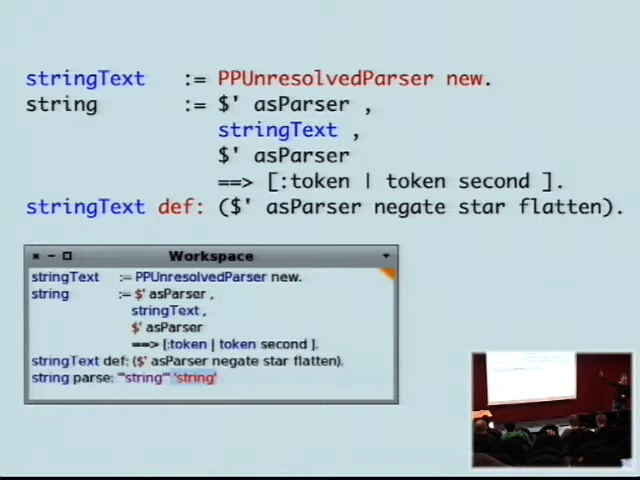 stringText := PPUnresolvedParser new.
string := $' asParser ,
stringText ,
$' asParser
==> [:token | token second ].
stringText def: ($' asParser negate star flatten).
Workspace
stringText := PPUnresolvedParser new.
string := $' asParser ,
stringText ,
$' asParser
==> [:token | token second ].
stringText def: ($' asParser negate star flatten).
string parse: '''string''' 'string'